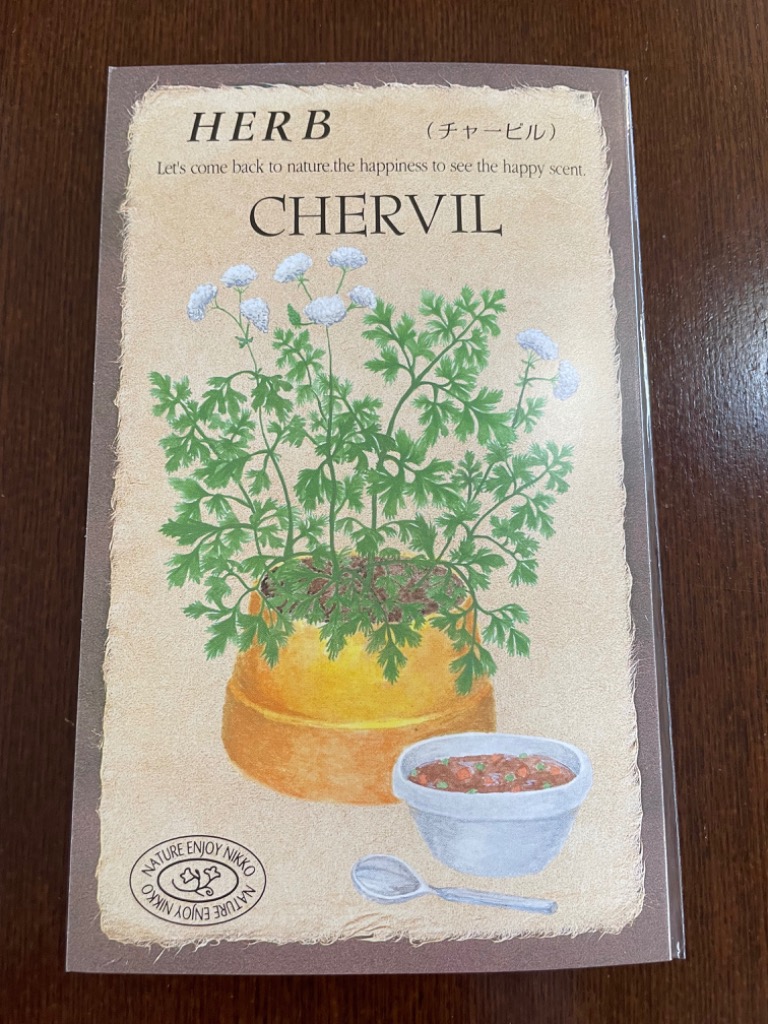 HERB
（チャービル）
Let's come back to nature.the happiness to see the happy scent.
CHERVIL
NATURE ENJOY NIKKO
NATURE ENJOY NIKKO